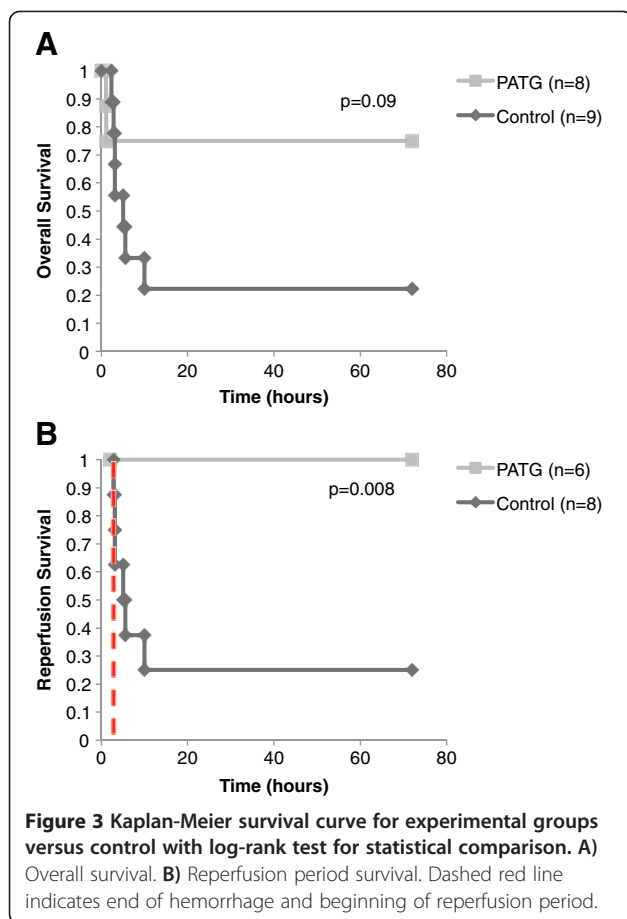 A
Overall Survival
1
0.9
0.8
0.7
0.6
0.5
0.4
0.3
0.2
0.1
0
0 20 40 60 80
Time (hours)
p=0.09
PATG (n=8)
Control (n=9)
B
Reperfusion Survival
1
0.9
0.8
0.7
0.6
0.5
0.4
0.3
0.2
0.1
0
0 20 40 60 80
Time (hours)
p=0.008
PATG (n=6)
Control (n=8)
Figure 3 Kaplan-Meier survival curve for experimental groups
versus control with log-rank test for statistical comparison. A)
Overall survival. B) Reperfusion period survival. Dashed red line
indicates end of hemorrhage and beginning of reperfusion period.